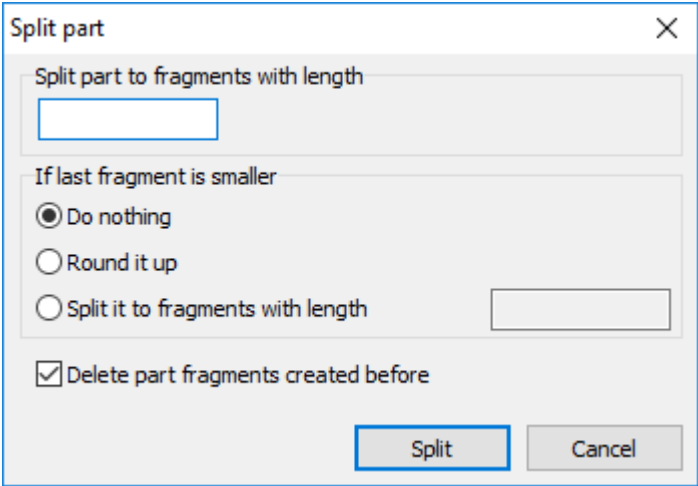 Split part
Split part to fragments with length
If last fragment is smaller
Do nothing
Round it up
Split it to fragments with length
Delete part fragments created before
Split Cancel